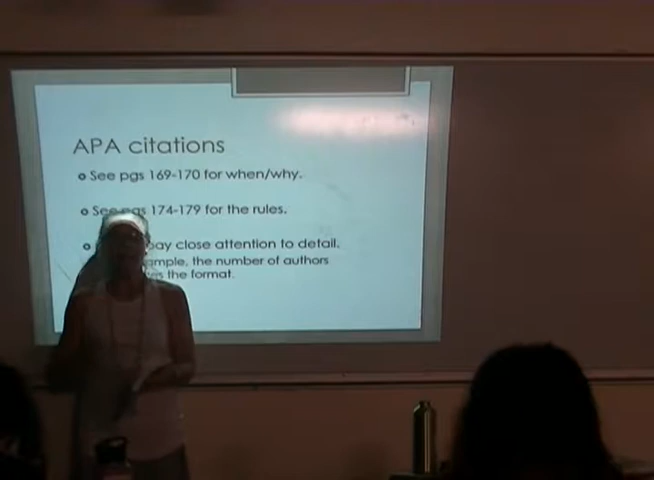 APA citations
See pgs 169-170 for when/why.
See pgs 174-179 for the rules.
pay close attention to detail.
the number of authors
the format.